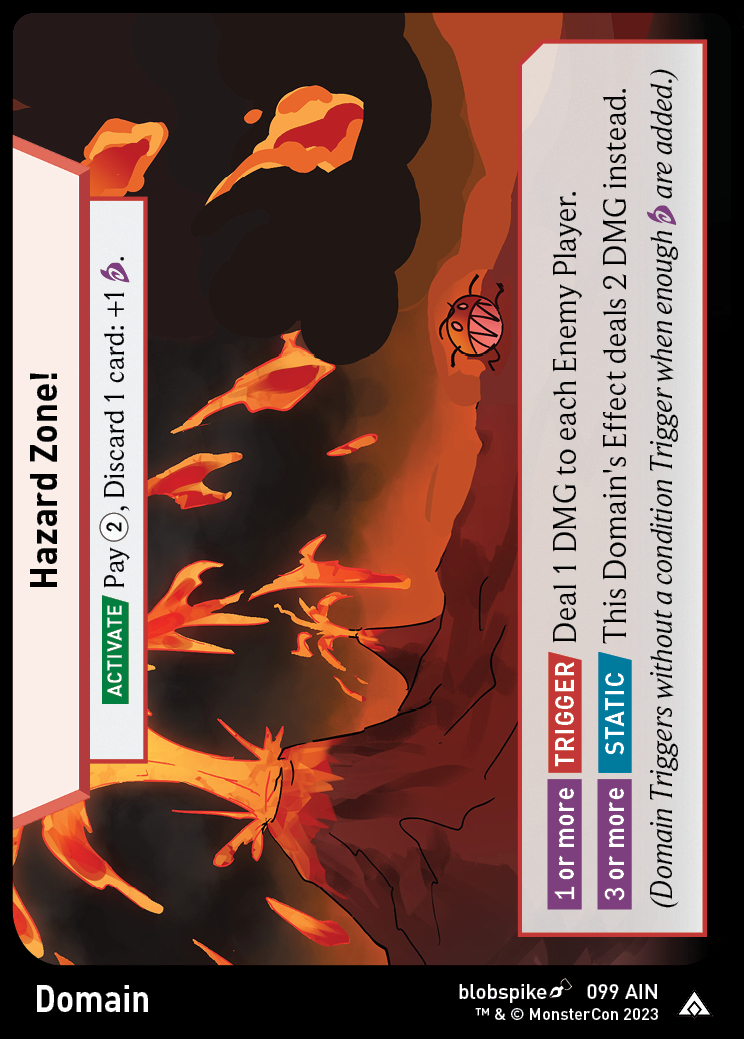 Hazard Zone!
ACTIVATE Pay 2, Discard 1 card: +1 .
1 or more TRIGGER Deal 1 DMG to each Enemy Player.
3 or more STATIC This Domain's Effect deals 2 DMG instead.
(Domain Triggers without a condition Trigger when enough are added.)
Domain
blobspike 099 AIN
™ & © MonsterCon 2023